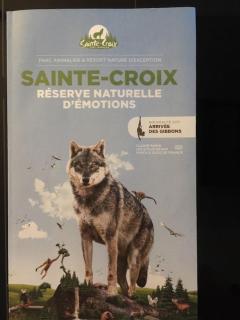 Sainte-Croix
PARC ANIMALIER & RESORT NATURE D'EXCEPTION
SAINTE-CROIX
RÉSERVE NATURELLE
D'ÉMOTIONS
ARRIVÉE
DES GIBBONS